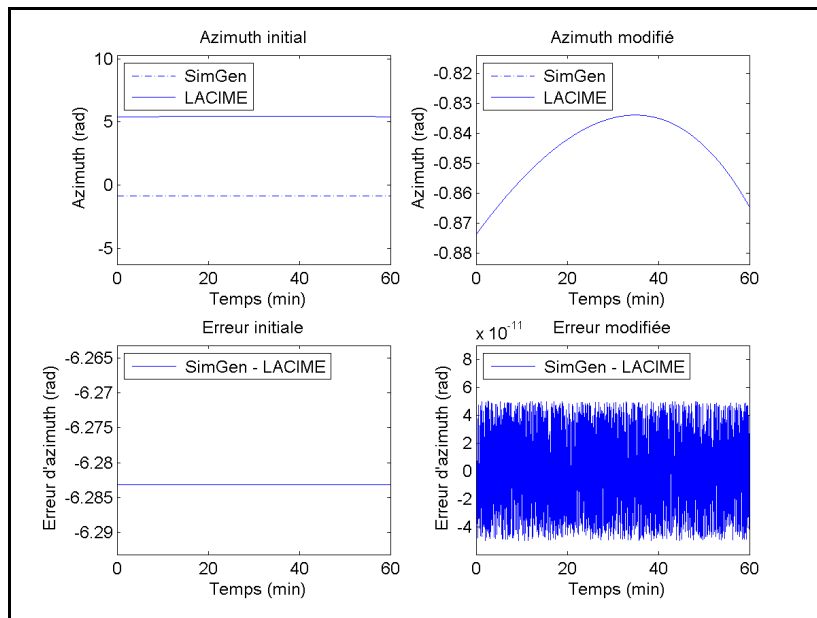 Azimuth initial
10
5
0
-5
Azimuth (rad)
SimGen
LACIME
0
20
40
60
Temps (min)
Azimuth modifié
-0.82
-0.83
-0.84
-0.85
-0.86
-0.87
-0.88
Azimuth (rad)
SimGen
LACIME
0
20
40
60
Temps (min)
Erreur initiale
-6.265
-6.27
-6.275
-6.28
-6.285
-6.29
Erreur d'azimuth (rad)
SimGen - LACIME
0
20
40
60
Temps (min)
x 10-11
Erreur modifiée
8
6
4
2
0
-2
-4
Erreur d'azimuth (rad)
SimGen - LACIME
0
20
40
60
Temps (min)